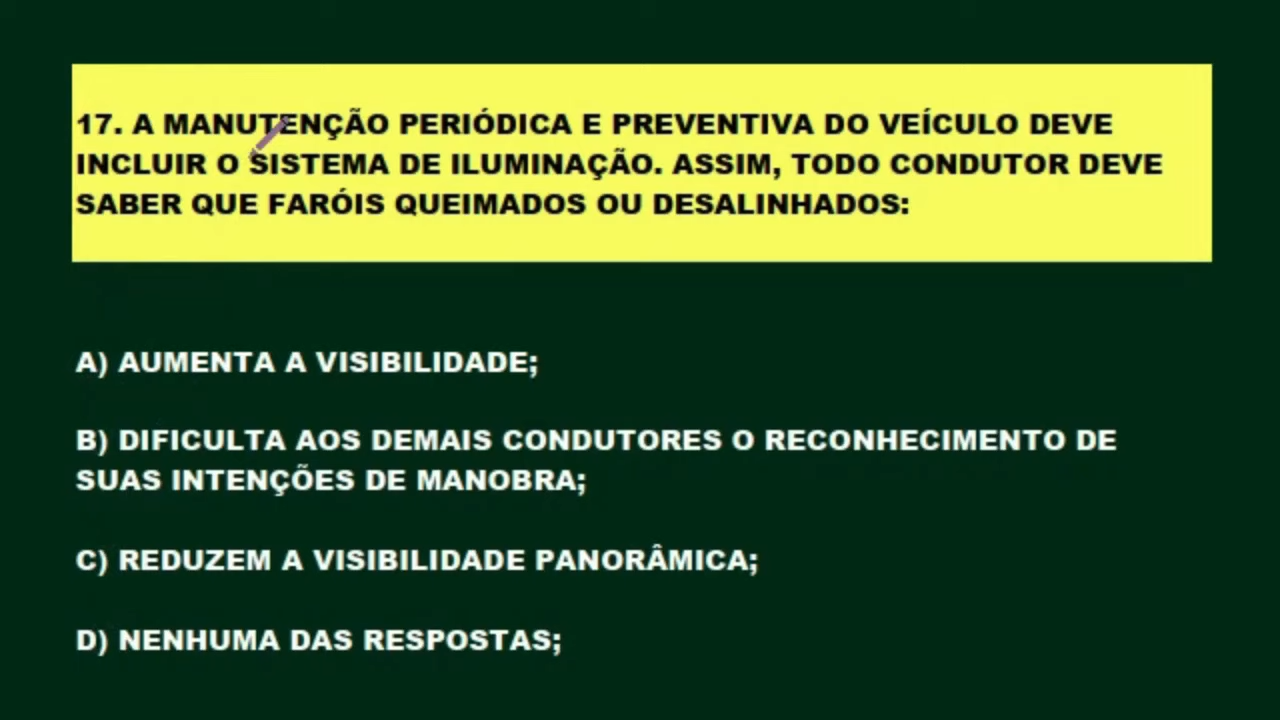 17. A MANUTENÇÃO PERIÓDICA E PREVENTIVA DO VEÍCULO DEVE
INCLUIR O SISTEMA DE ILUMINAÇÃO. ASSIM, TODO CONDUTOR DEVE
SABER QUE FARÓIS QUEIMADOS OU DESALINHADOS:
A) AUMENTA A VISIBILIDADE;
B) DIFICULTA AOS DEMAIS CONDUTORES O RECONHECIMENTO DE
SUAS INTENÇÕES DE MANOBRA;
C) REDUZEM A VISIBILIDADE PANORÂMICA;
D) NENHUMA DAS RESPOSTAS;